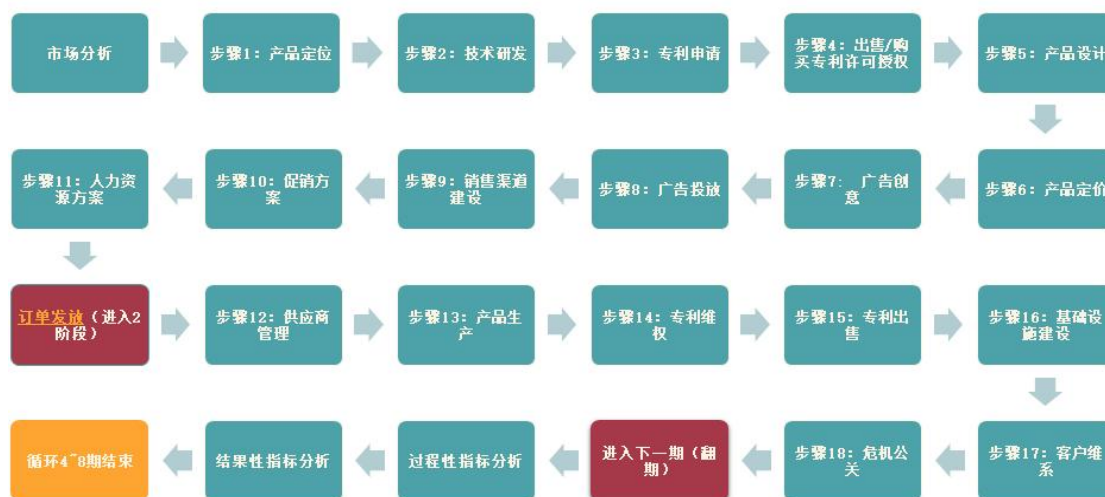 市场分析
步骤1：产品定位
步骤2：技术研发
步骤3：专利申请
步骤4：出售/购
买专利许可授权
步骤5：产品设计
步骤11：人力资
源方案
步骤10：促销方
案
步骤9：销售渠道
建设
步骤8：广告投放
步骤7： 广告创
意
步骤6：产品定价
订单发放（进入2
阶段）
步骤12：供应商
管理
步骤13：产品生
产
步骤14：专利维
权
步骤15：专利出
售
步骤16：基础设
施建设
循环4~8期结束
结果性指标分析
过程性指标分析
进入下一期（翻
期）
步骤18：危机公
关
步骤17：客户维
系